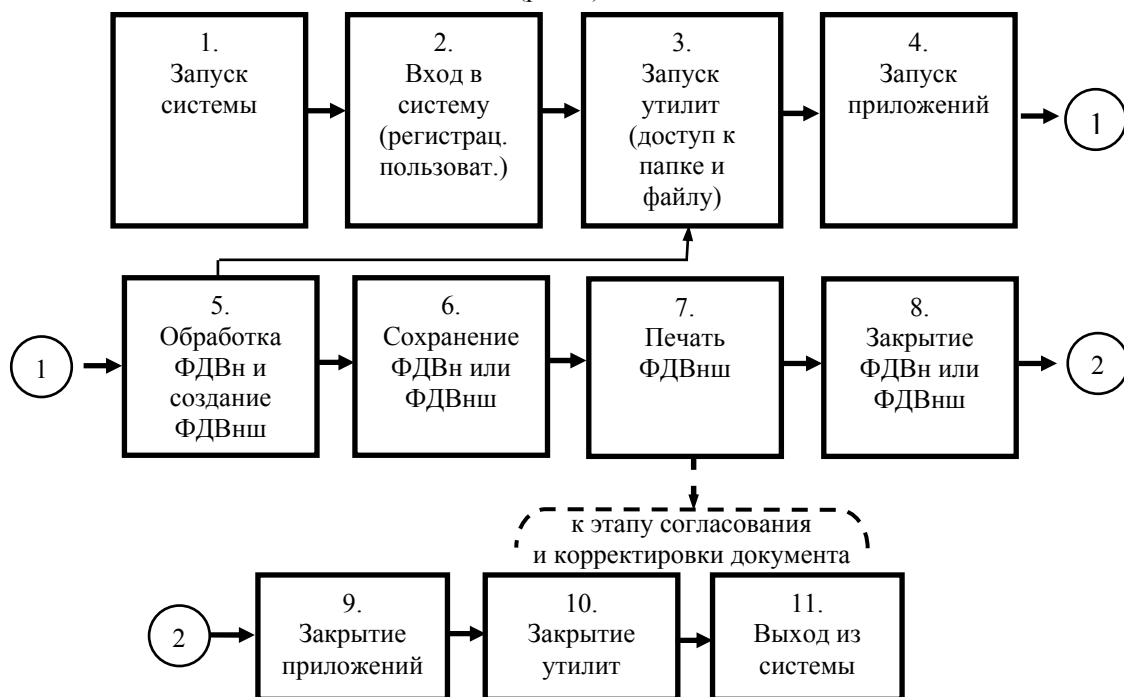 1.
Запуск
системы
2.
Вход в
систему
(регистрац.
пользоват.)
3.
Запуск
утилит
(доступ к
папке и
файлу)
4.
Запуск
приложений
1
1
5.
Обработка
ФДВн и
создание
ФДВнш
6.
Сохранение
ФДВн или
ФДВнш
7.
Печать
ФДВнш
8.
Закрытие
ФДВн или
ФДВнш
2
к этапу согласования
и корректировки документа
2
9.
Закрытие
приложений
10.
Закрытие
утилит
11.
Выход из
системы